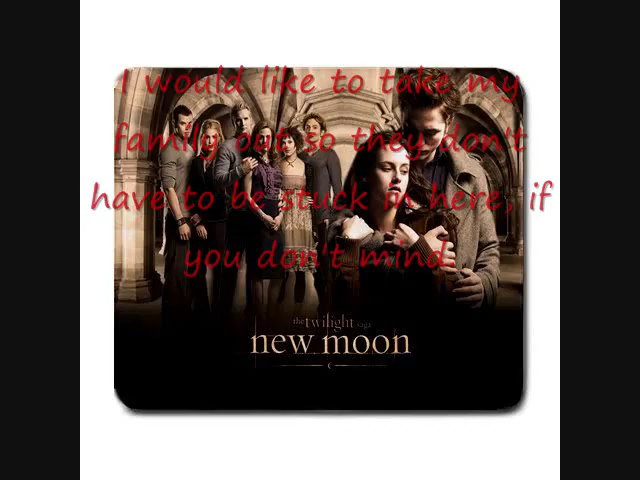 I would like to take my
family out so they don't
have to be stuck in here, if
you don't mind.
the twilight saga
new moon